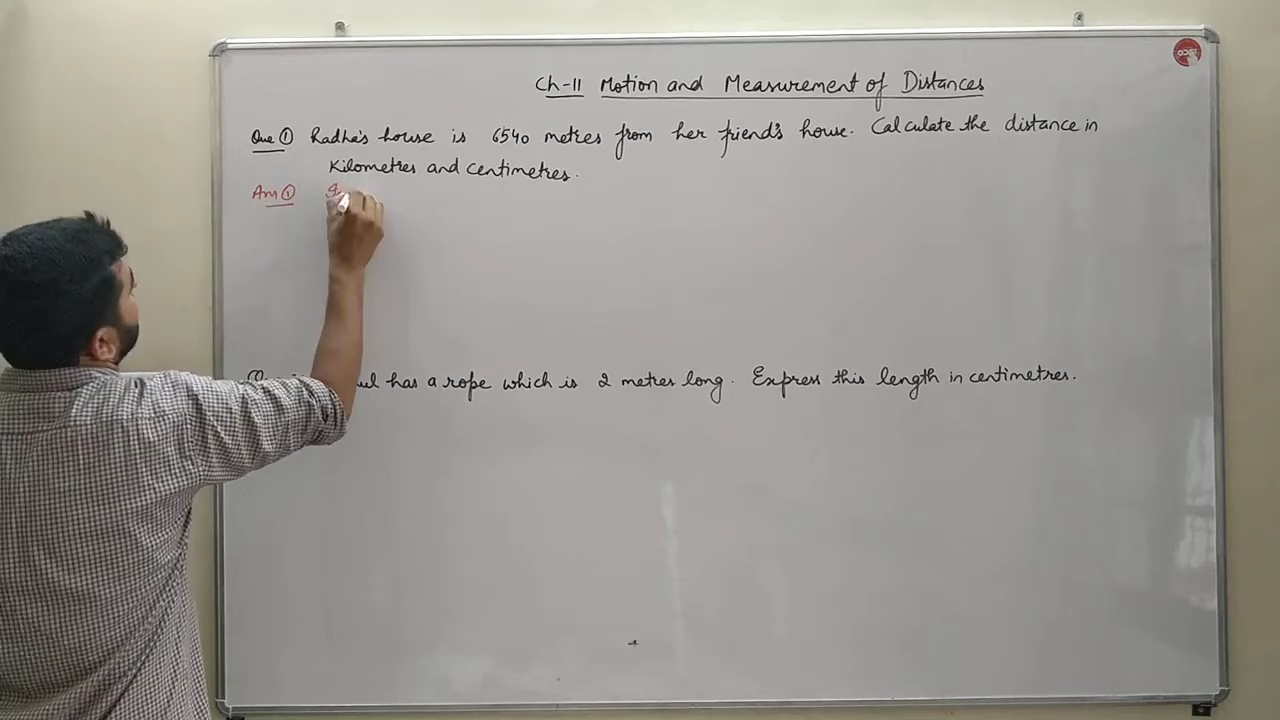 Ch-11 Motion and Measurement of Distances
Que ① Radha's house is 6540 metres from her friend's house. Calculate the distance in
Kilometres and centimetres.
Ans ①
has a rope which is 2 metres long. Express this length in centimetres.